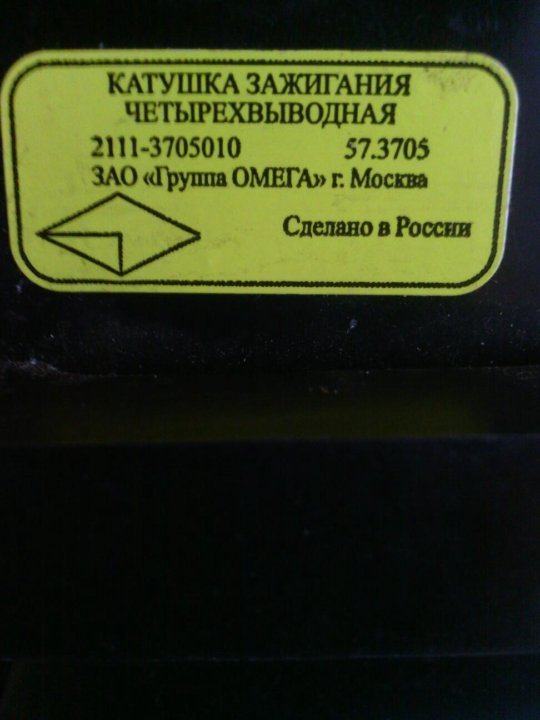 КАТУШКА ЗАЖИГАНИЯ
ЧЕТЫРЕХВЫВОДНАЯ
2111-3705010 57.3705
ЗАО «Группа ОМЕГА» г. Москва
Сделано в России